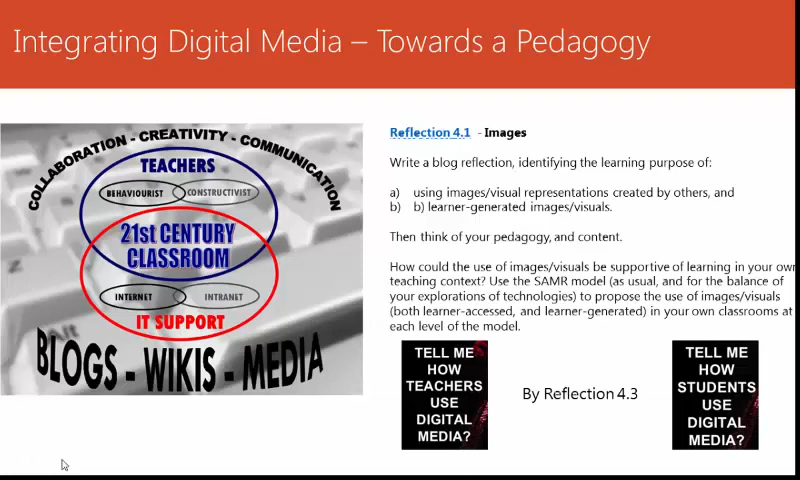 Integrating Digital Media – Towards a Pedagogy
COLLABORATION - CREATIVITY - COMMUNICATION
TEACHERS
BEHAVIOURIST CONSTRUCTIVIST
21st CENTURY
CLASSROOM
INTERNET INTRANET
IT SUPPORT
Alt
BLOGS - WIKIS - MEDIA
Reflection 4.1 - Images
Write a blog reflection, identifying the learning purpose of:
a) using images/visual representations created by others, and
b) b) learner-generated images/visuals.
Then think of your pedagogy, and content.
How could the use of images/visuals be supportive of learning in your own
teaching context? Use the SAMR model (as usual, and for the balance of
your explorations of technologies) to propose the use of images/visuals
(both learner-accessed, and learner-generated) in your own classrooms at
each level of the model.
TELL ME
HOW
TEACHERS
USE
DIGITAL
MEDIA?
By Reflection 4.3
TELL ME
HOW
STUDENTS
USE
DIGITAL
MEDIA?